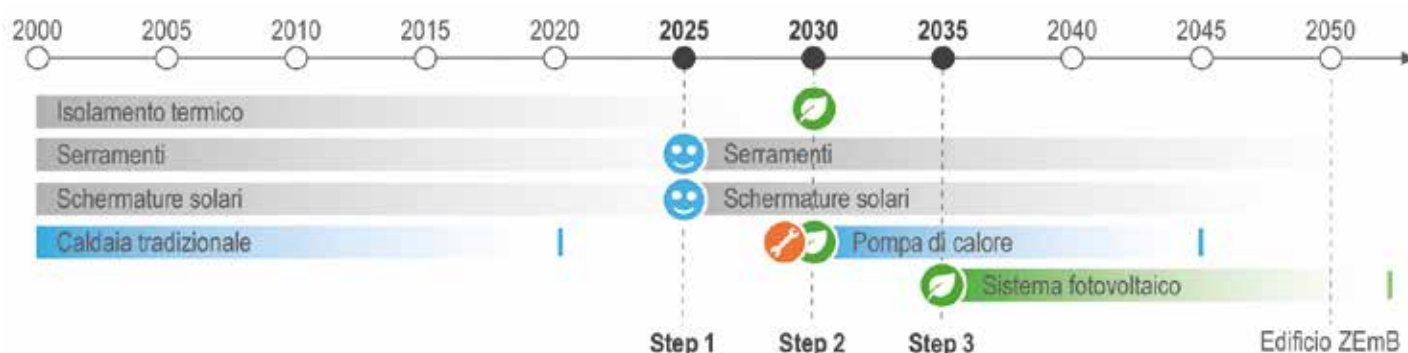 2000 2005 2010 2015 2020 2025 2030 2035 2040 2045 2050
Isolamento termico
Serramenti Serramenti
Schermature solari Schermature solari
Caldaia tradizionale Pompa di calore
Sistema fotovoltaico
Step 1 Step 2 Step 3 Edificio ZEmB